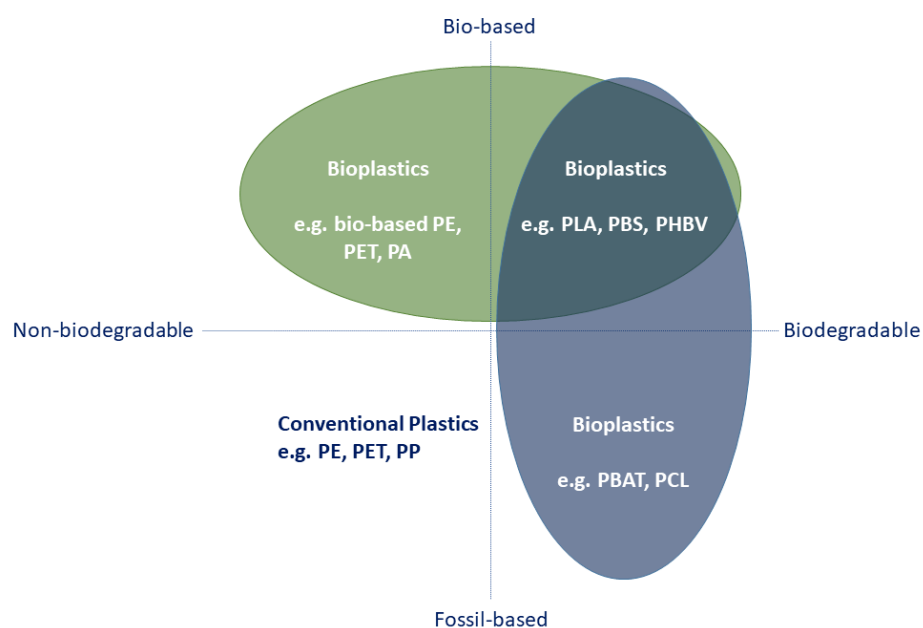 Bio-based
Bioplastics
e.g. bio-based PE,
PET, PA
Bioplastics
e.g. PLA, PBS, PHBV
Non-biodegradable
Biodegradable
Conventional Plastics
e.g. PE, PET, PP
Bioplastics
e.g. PBAT, PCL
Fossil-based